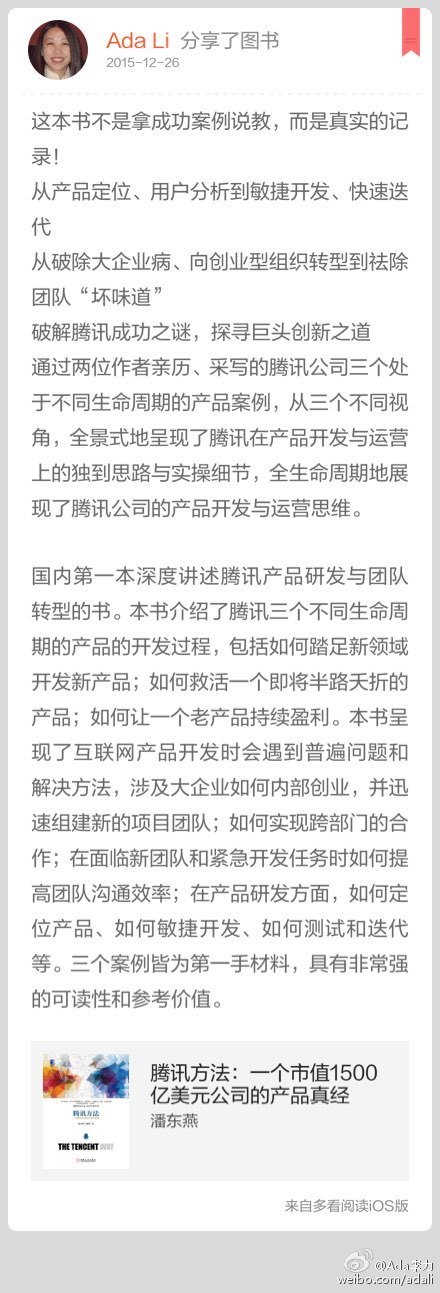 Ada Li 分享了图书
2015-12-26
这本书不是拿成功案例说教，而是真实的记
录！
从产品定位、用户分析到敏捷开发、快速迭
代
从破除大企业病、向创业型组织转型到祛除
团队“坏味道”
破解腾讯成功之谜，探寻巨头创新之道
通过两位作者亲历、采写的腾讯公司三个处
于不同生命周期的产品案例，从三个不同视
角，全景式地呈现了腾讯在产品开发与运营
上的独到思路与实操细节，全生命周期地展
现了腾讯公司的产品开发与运营思维。
国内第一本深度讲述腾讯产品研发与团队
转型的书。本书介绍了腾讯三个不同生命周
期的产品的开发过程，包括如何踏足新领域
开发新产品；如何救活一个即将半路夭折的
产品；如何让一个老产品持续盈利。本书呈
现了互联网产品开发时会遇到普遍问题和
解决方法，涉及大企业如何内部创业，并迅
速组建新的项目团队；如何实现跨部门的合
作；在面临新团队和紧急开发任务时如何提
高团队沟通效率；在产品研发方面，如何定
位产品、如何敏捷开发、如何测试和迭代
等。三个案例皆为第一手材料，具有非常强
的可读性和参考价值。
腾讯方法
THE TENCENT WAY
腾讯方法：一个市值1500
亿美元公司的产品真经
潘东燕
来自多看阅读iOS版
@Ada李力
weibo.com/adali